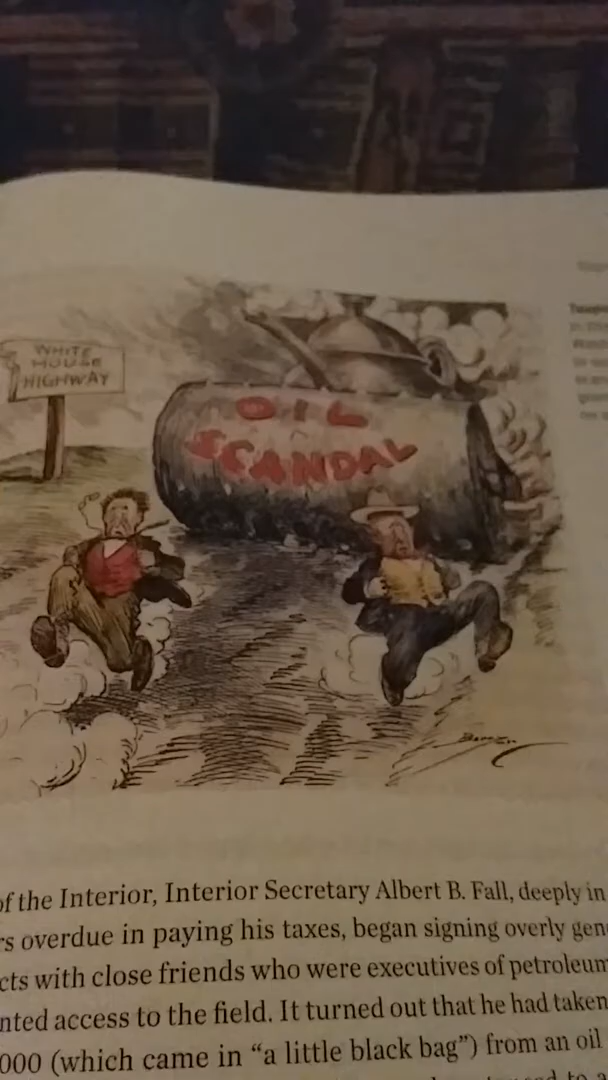 WHITE
HOUSE
HIGHWAY
OIL
SCANDAL
of the Interior, Interior Secretary Albert B. Fall, deeply in
rs overdue in paying his taxes, began signing overly gen
cts with close friends who were executives of petroleum
nted access to the field. It turned out that he had taken
000 (which came in “a little black bag”) from an oil